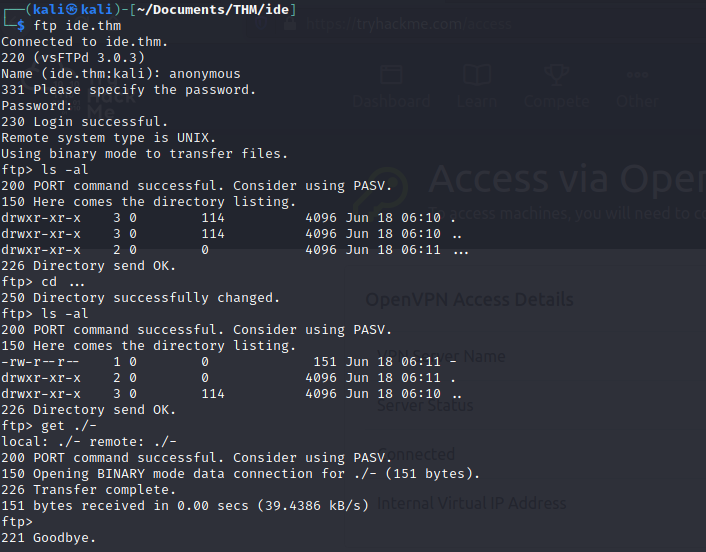 (kali㉿kali)-[~/Documents/THM/ide]
$ ftp ide.thm
Connected to ide.thm.
220 (vsFTPd 3.0.3)
Name (ide.thm:kali): anonymous
331 Please specify the password.
Password:
230 Login successful.
Remote system type is UNIX.
Using binary mode to transfer files.
ftp> ls -al
200 PORT command successful. Consider using PASV.
150 Here comes the directory listing.
drwxr-xr-x    3 0        114          4096 Jun 18 06:10 .
drwxr-xr-x    3 0        114          4096 Jun 18 06:10 ..
drwxr-xr-x    2 0        0            4096 Jun 18 06:11 ...
226 Directory send OK.
ftp> cd ...
250 Directory successfully changed.
ftp> ls -al
200 PORT command successful. Consider using PASV.
150 Here comes the directory listing.
-rw-r--r--    1 0        0             151 Jun 18 06:11 -
drwxr-xr-x    2 0        0            4096 Jun 18 06:11 .
drwxr-xr-x    3 0        114          4096 Jun 18 06:10 ..
226 Directory send OK.
ftp> get ./-
local: ./- remote: ./-
200 PORT command successful. Consider using PASV.
150 Opening BINARY mode data connection for ./- (151 bytes).
226 Transfer complete.
151 bytes received in 0.00 secs (39.4386 kB/s)
ftp>
221 Goodbye.
tryhackme.com/access
Dashboard
Learn
Compete
Other
Access via Ope
access machines, you will need to c
OpenVPN Access Details
VPN Server Name
Server Status
Connected
Internal Virtual IP Address